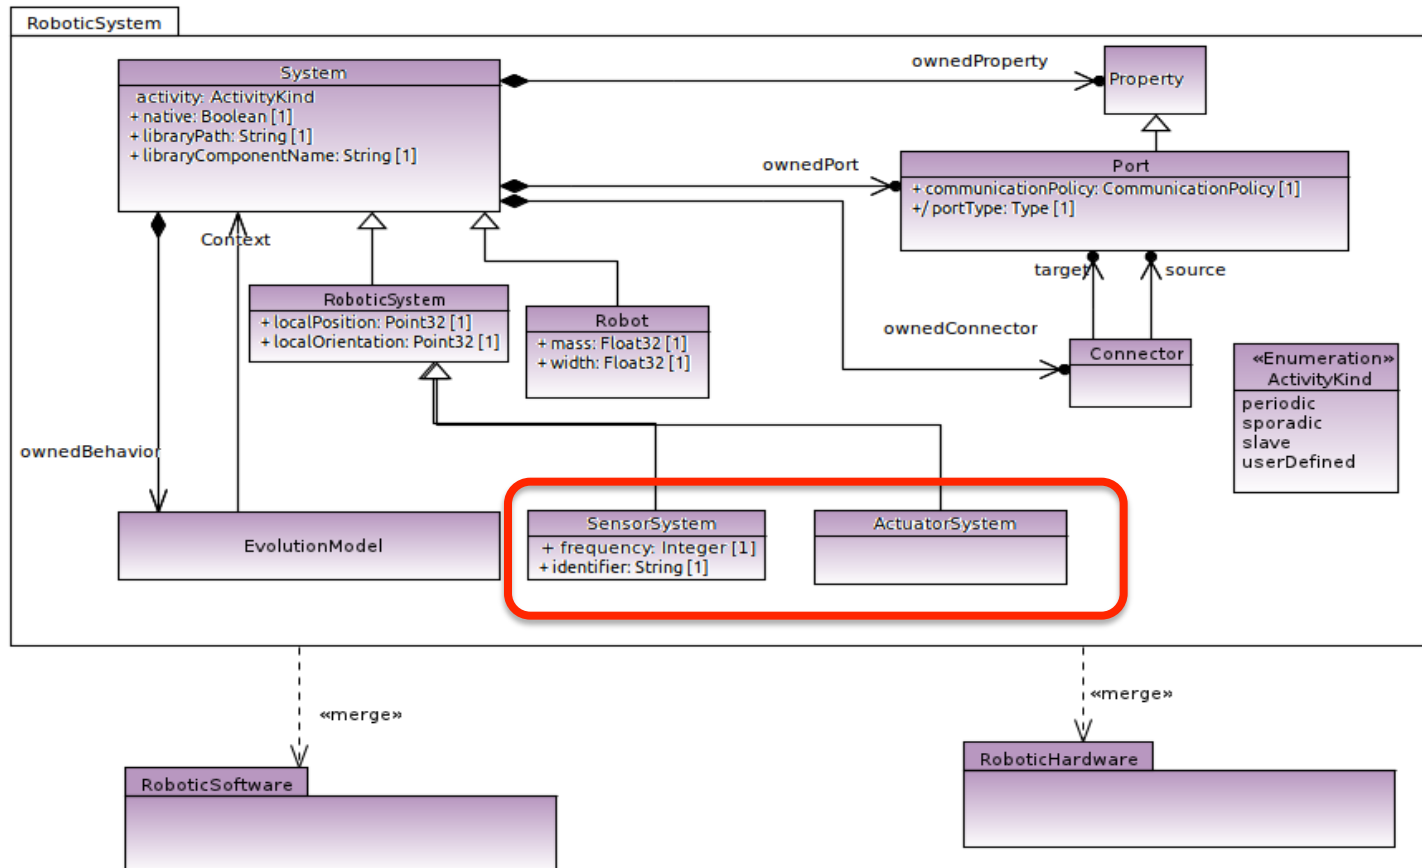 RoboticSystem
System
activity: ActivityKind
+ native: Boolean [1]
+ libraryPath: String [1]
+ libraryComponentName: String [1]
ownedProperty
Property
ownedPort
Port
+ communicationPolicy: CommunicationPolicy [1]
+/ portType: Type [1]
Context
target
source
RoboticSystem
+ localPosition: Point32 [1]
+ localOrientation: Point32 [1]
Robot
+ mass: Float32 [1]
+ width: Float32 [1]
ownedConnector
Connector
«Enumeration»
ActivityKind
periodic
sporadic
slave
userDefined
ownedBehavior
EvolutionModel
SensorSystem
+ frequency: Integer [1]
+ identifier: String [1]
ActuatorSystem
«merge»
«merge»
RoboticSoftware
RoboticHardware